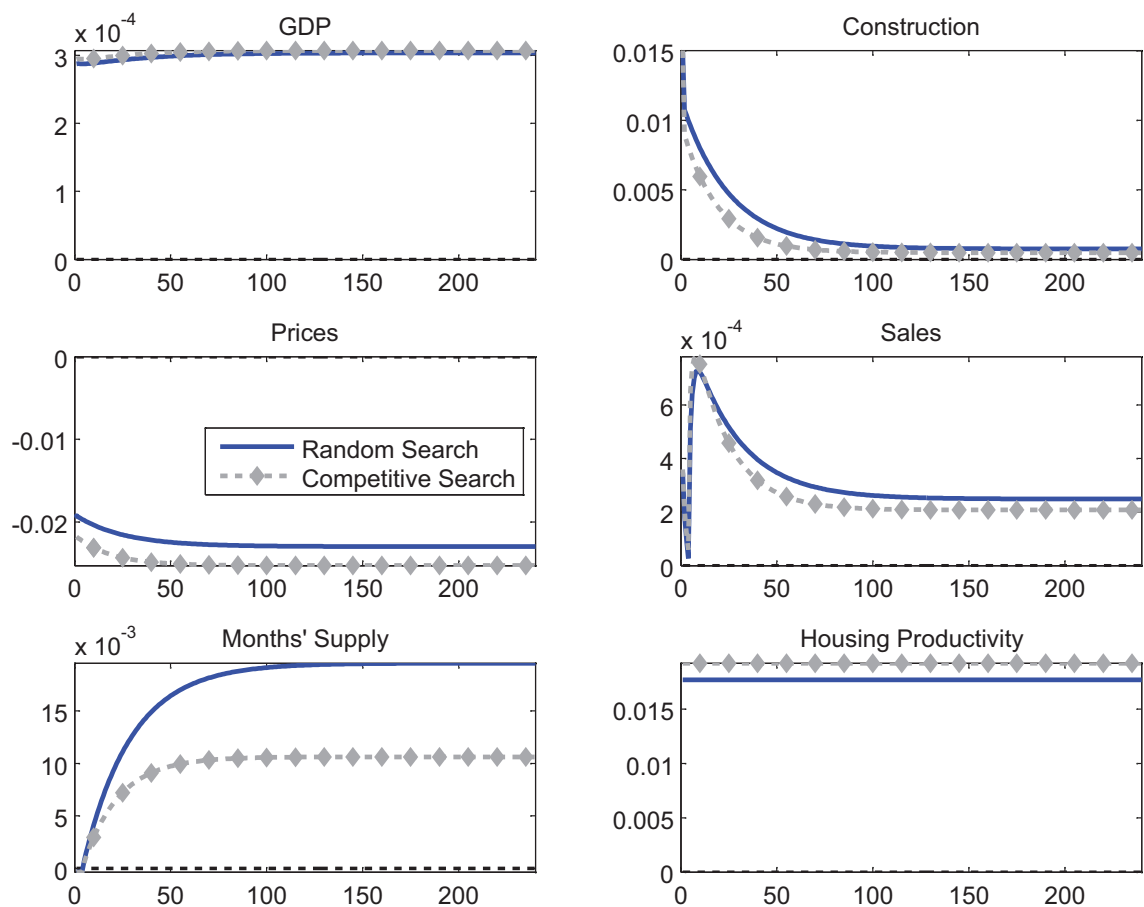 GDP
x 10^-4
3
2
1
0
0 50 100 150 200
Construction
0.015
0.01
0.005
0
0 50 100 150 200
Prices
0
-0.01
-0.02
0 50 100 150 200
Random Search
Competitive Search
Sales
x 10^-4
6
4
2
0
0 50 100 150 200
Months' Supply
x 10^-3
15
10
5
0
0 50 100 150 200
Housing Productivity
0.015
0.01
0.005
0
0 50 100 150 200